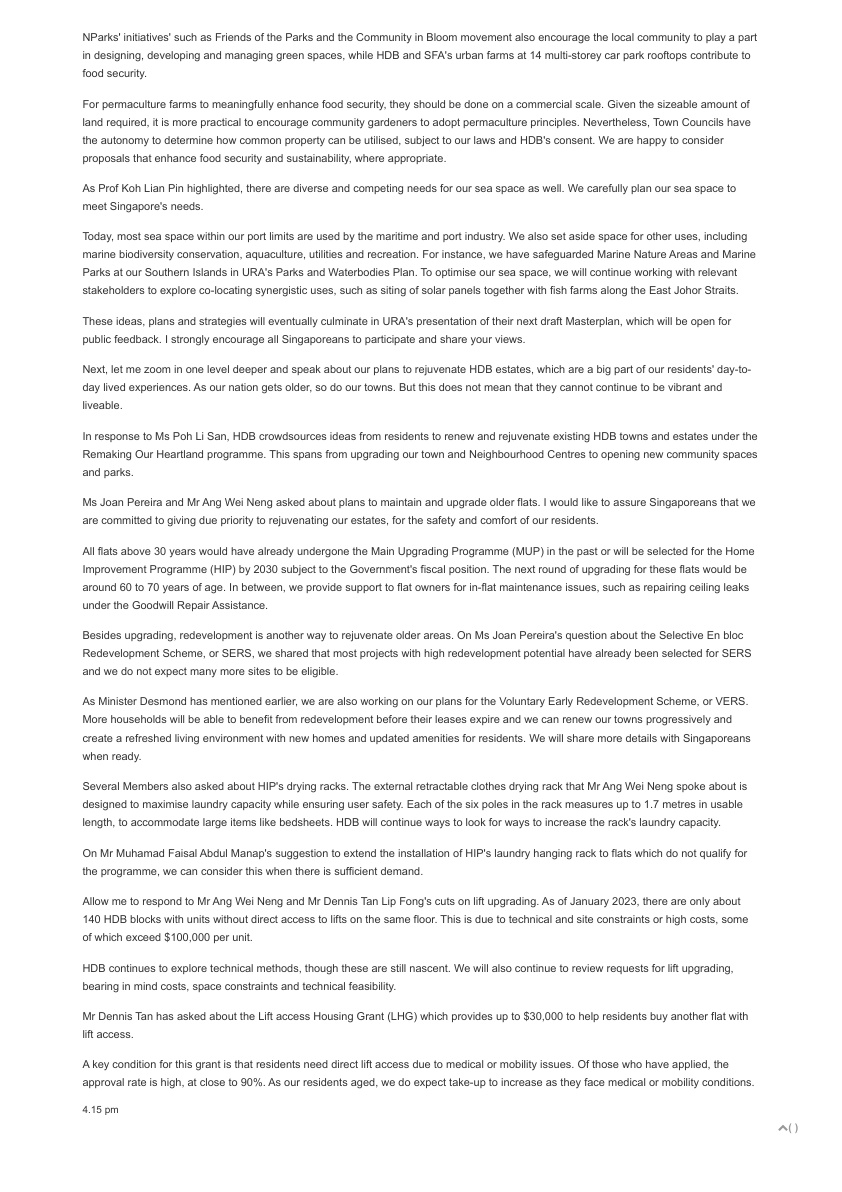 NParks' initiatives' such as Friends of the Parks and the Community in Bloom movement also encourage the local community to play a part
in designing, developing and managing green spaces, while HDB and SFA's urban farms at 14 multi-storey car park rooftops contribute to
food security.
For permaculture farms to meaningfully enhance food security, they should be done on a commercial scale. Given the sizeable amount of
land required, it is more practical to encourage community gardeners to adopt permaculture principles. Nevertheless, Town Councils have
the autonomy to determine how common property can be utilised, subject to our laws and HDB's consent. We are happy to consider
proposals that enhance food security and sustainability, where appropriate.
As Prof Koh Lian Pin highlighted, there are diverse and competing needs for our sea space as well. We carefully plan our sea space to
meet Singapore's needs.
Today, most sea space within our port limits are used by the maritime and port industry. We also set aside space for other uses, including
marine biodiversity conservation, aquaculture, utilities and recreation. For instance, we have safeguarded Marine Nature Areas and Marine
Parks at our Southern Islands in URA's Parks and Waterbodies Plan. To optimise our sea space, we will continue working with relevant
stakeholders to explore co-locating synergistic uses, such as siting of solar panels together with fish farms along the East Johor Straits.
These ideas, plans and strategies will eventually culminate in URA's presentation of their next draft Masterplan, which will be open for
public feedback. I strongly encourage all Singaporeans to participate and share your views.
Next, let me zoom in one level deeper and speak about our plans to rejuvenate HDB estates, which are a big part of our residents' day-to-
day lived experiences. As our nation gets older, so do our towns. But this does not mean that they cannot continue to be vibrant and
liveable.
In response to Ms Poh Li San, HDB crowdsources ideas from residents to renew and rejuvenate existing HDB towns and estates under the
Remaking Our Heartland programme. This spans from upgrading our town and Neighbourhood Centres to opening new community spaces
and parks.
Ms Joan Pereira and Mr Ang Wei Neng asked about plans to maintain and upgrade older flats. I would like to assure Singaporeans that we
are committed to giving due priority to rejuvenating our estates, for the safety and comfort of our residents.
All flats above 30 years would have already undergone the Main Upgrading Programme (MUP) in the past or will be selected for the Home
Improvement Programme (HIP) by 2030 subject to the Government's fiscal position. The next round of upgrading for these flats would be
around 60 to 70 years of age. In between, we provide support to flat owners for in-flat maintenance issues, such as repairing ceiling leaks
under the Goodwill Repair Assistance.
Besides upgrading, redevelopment is another way to rejuvenate older areas. On Ms Joan Pereira's question about the Selective En bloc
Redevelopment Scheme, or SERS, we shared that most projects with high redevelopment potential have already been selected for SERS
and we do not expect many more sites to be eligible.
As Minister Desmond has mentioned earlier, we are also working on our plans for the Voluntary Early Redevelopment Scheme, or VERS.
More households will be able to benefit from redevelopment before their leases expire and we can renew our towns progressively and
create a refreshed living environment with new homes and updated amenities for residents. We will share more details with Singaporeans
when ready.
Several Members also asked about HIP's drying racks. The external retractable clothes drying rack that Mr Ang Wei Neng spoke about is
designed to maximise laundry capacity while ensuring user safety. Each of the six poles in the rack measures up to 1.7 metres in usable
length, to accommodate large items like bedsheets. HDB will continue ways to look for ways to increase the rack's laundry capacity.
On Mr Muhamad Faisal Abdul Manap's suggestion to extend the installation of HIP's laundry hanging rack to flats which do not qualify for
the programme, we can consider this when there is sufficient demand.
Allow me to respond to Mr Ang Wei Neng and Mr Dennis Tan Lip Fong's cuts on lift upgrading. As of January 2023, there are only about
140 HDB blocks with units without direct access to lifts on the same floor. This is due to technical and site constraints or high costs, some
of which exceed $100,000 per unit.
HDB continues to explore technical methods, though these are still nascent. We will also continue to review requests for lift upgrading,
bearing in mind costs, space constraints and technical feasibility.
Mr Dennis Tan has asked about the Lift access Housing Grant (LHG) which provides up to $30,000 to help residents buy another flat with
lift access.
A key condition for this grant is that residents need direct lift access due to medical or mobility issues. Of those who have applied, the
approval rate is high, at close to 90%. As our residents aged, we do expect take-up to increase as they face medical or mobility conditions.
4.15 pm
( )